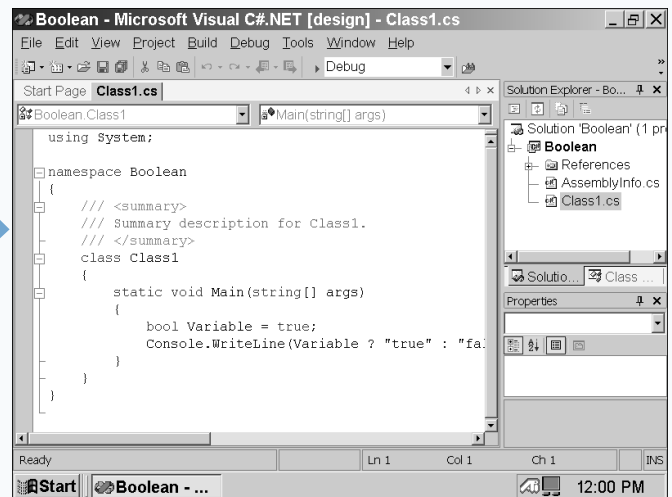 Boolean - Microsoft Visual C#.NET [design] - Class1.cs
File Edit View Project Build Debug Tools Window Help
Debug
Start Page Class1.cs
Boolean.Class1
Main(string[] args)
using System;
namespace Boolean
{
/// <summary>
/// Summary description for Class1.
/// </summary>
class Class1
{
static void Main(string[] args)
{
bool Variable = true;
Console.WriteLine(Variable ? "true" : "fal
}
}
}
Solution Explorer - Bo...
Solution 'Boolean' (1 pr
Boolean
References
AssemblyInfo.cs
Class1.cs
Solutio... Class ...
Properties
Ready Ln 1 Col 1 Ch 1 INS
Start Boolean - ... 12:00 PM